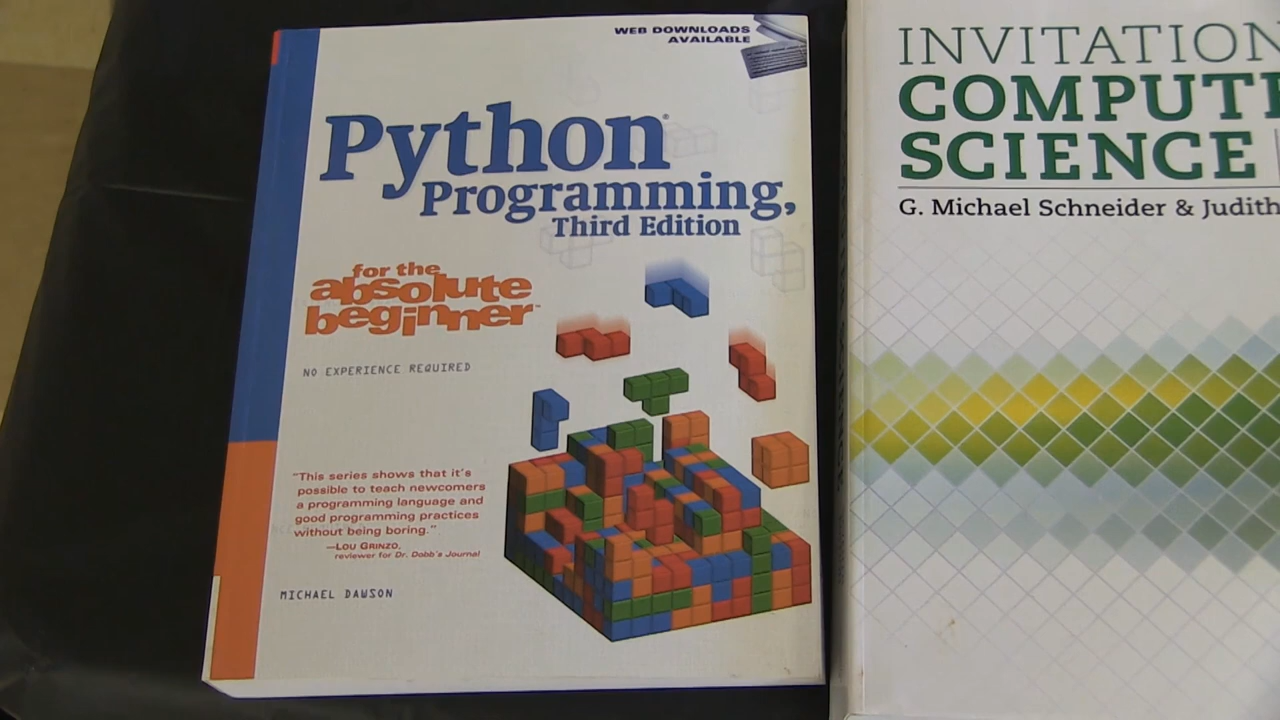 WEB DOWNLOADS
AVAILABLE
Python®
Programming,
Third Edition
for the
absolute
beginner™
NO EXPERIENCE REQUIRED
"This series shows that it's
possible to teach newcomers
a programming language and
good programming practices
without being boring."
—LOU GRINZO,
reviewer for Dr. Dobb's Journal
MICHAEL DAWSON
INVITATION
COMPUTE
SCIENCE
G. Michael Schneider & Judith